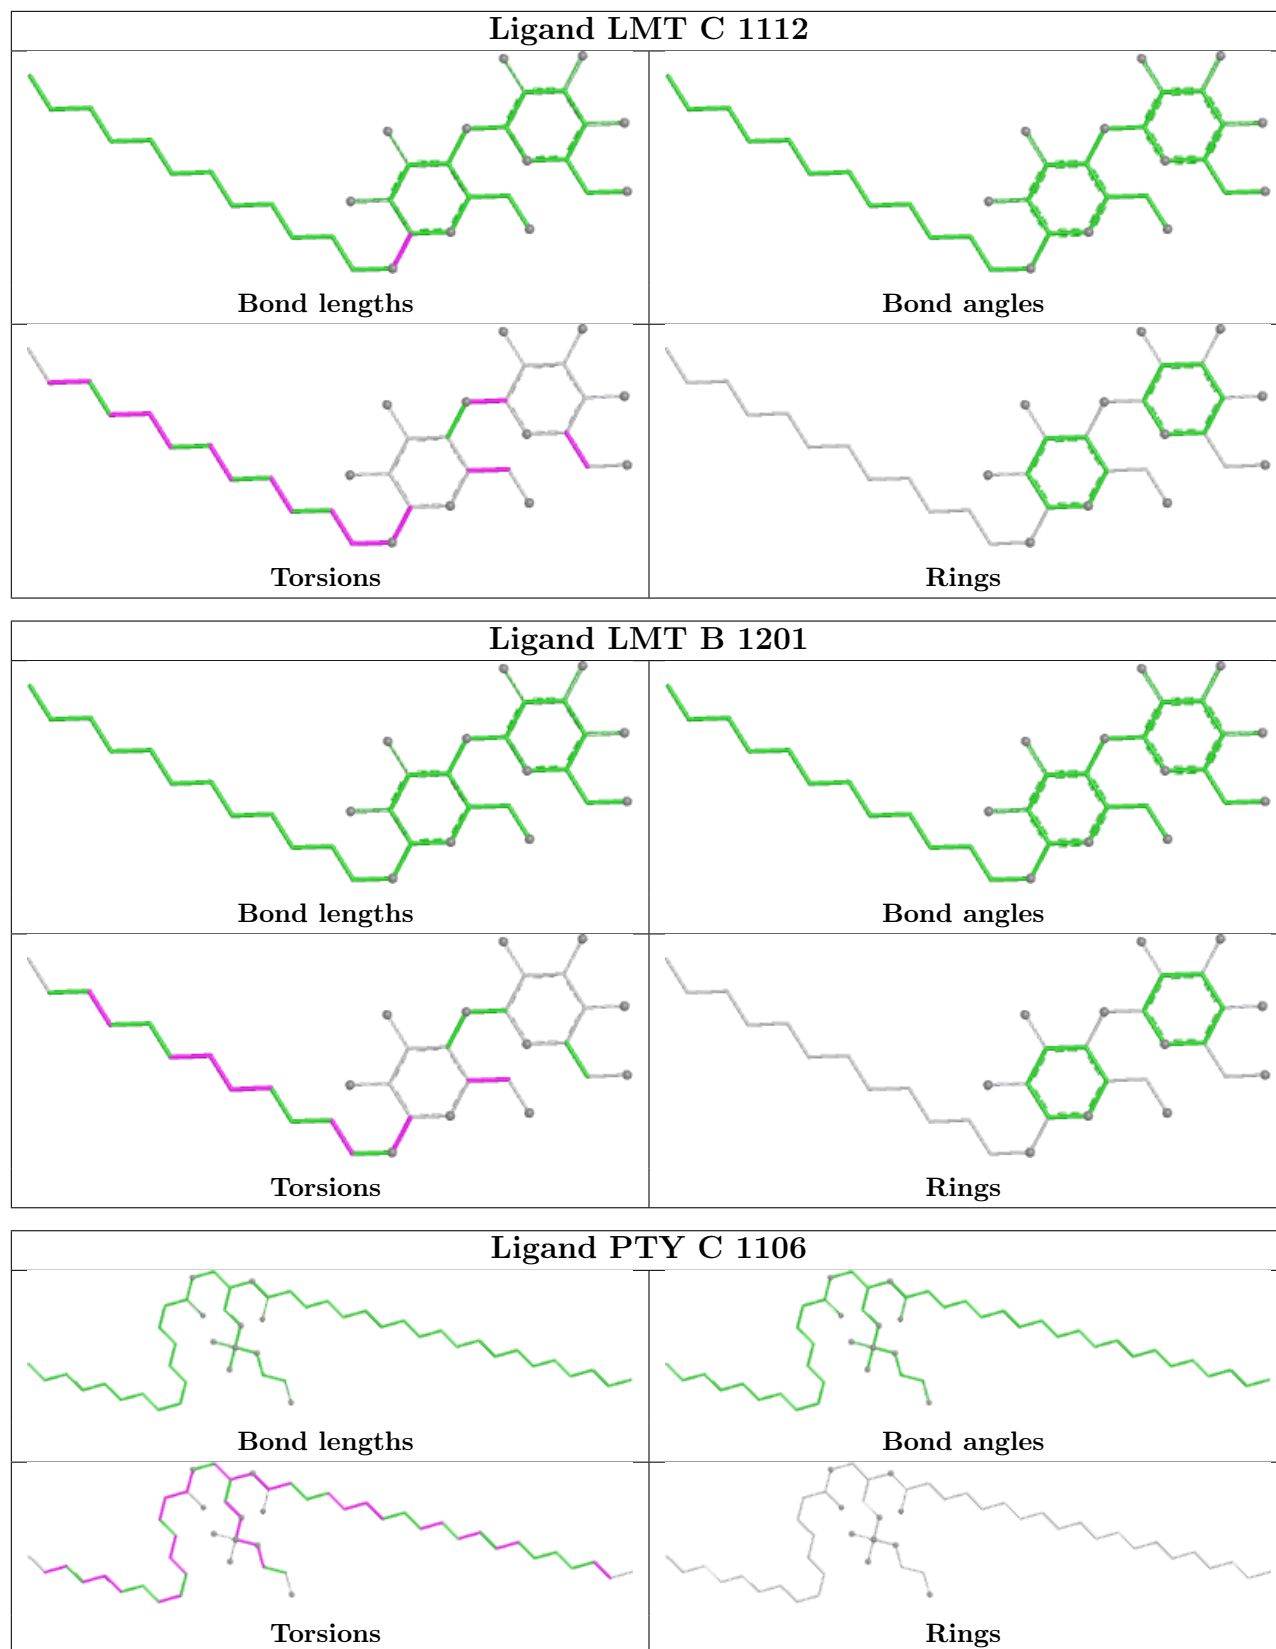 Ligand LMT C 1112
Bond lengths
Bond angles
Torsions
Rings
Ligand LMT B 1201
Bond lengths
Bond angles
Torsions
Rings
Ligand PTY C 1106
Bond lengths
Bond angles
Torsions
Rings